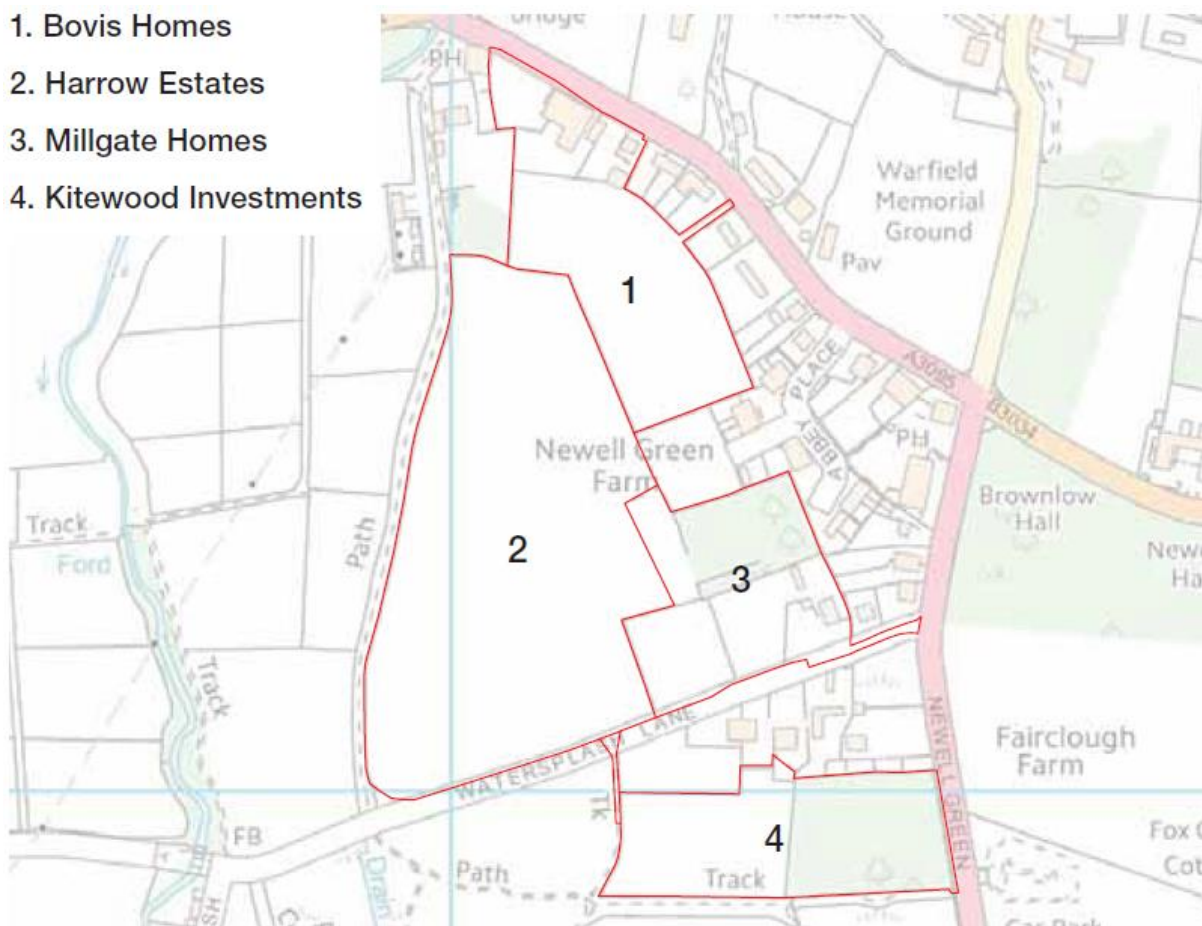 1. Bovis Homes
2. Harrow Estates
3. Millgate Homes
4. Kitewood Investments
PH
Warfield
Memorial
Ground
Pav
1
A3095
B3034
ABBEY PLACE
PH
Newell Green
Farm
Brownlow
Hall
Track
Ford
Path
2
3
Track
WATERSPLASH LANE
NEWELL GREEN
Fairclough
Farm
Tk
4
FB
Path
Track
Drain